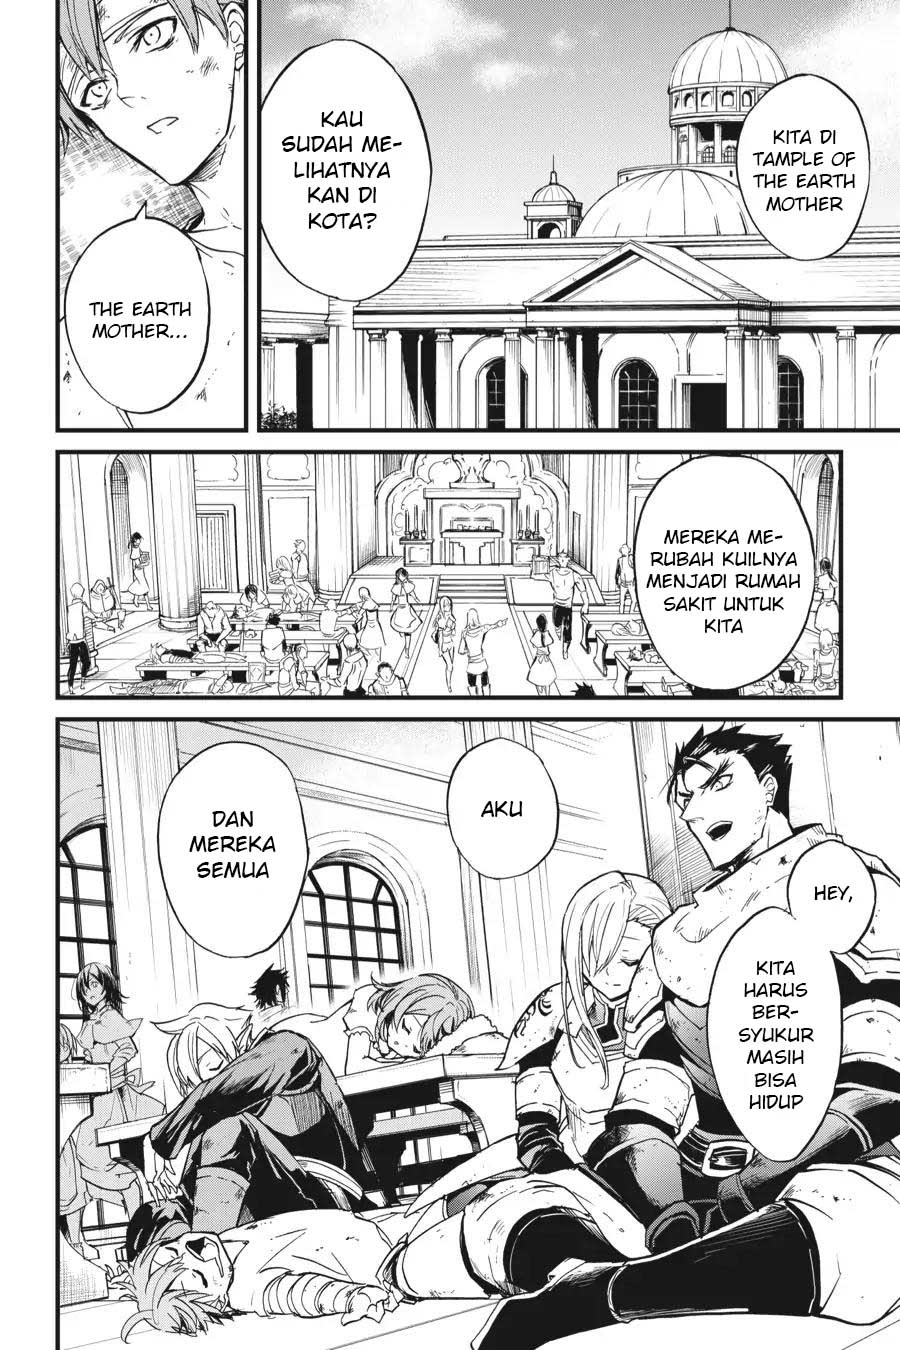 KITA DI
TAMPLE OF
THE EARTH
MOTHER
KAU
SUDAH ME-
LIHATNYA
KAN DI
KOTA?
THE EARTH
MOTHER...
MEREKA ME-
RUBAH KUILNYA
MENJADI RUMAH
SAKIT UNTUK
KITA
HEY,
KITA
HARUS
BER-
SYUKUR
MASIH
BISA
HIDUP
AKU
DAN
MEREKA
SEMUA